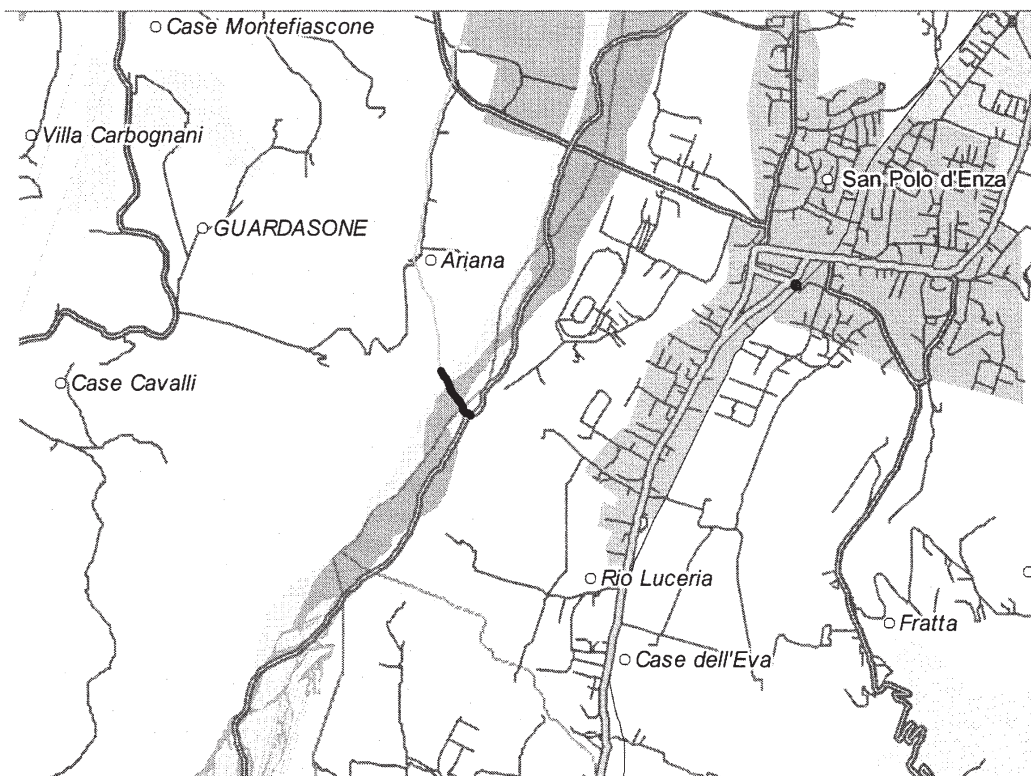 Case Montefiascone
Villa Carbognani
San Polo d'Enza
GUARDASONE
Ariana
Case Cavalli
Rio Luceria
Fratta
Case dell'Eva